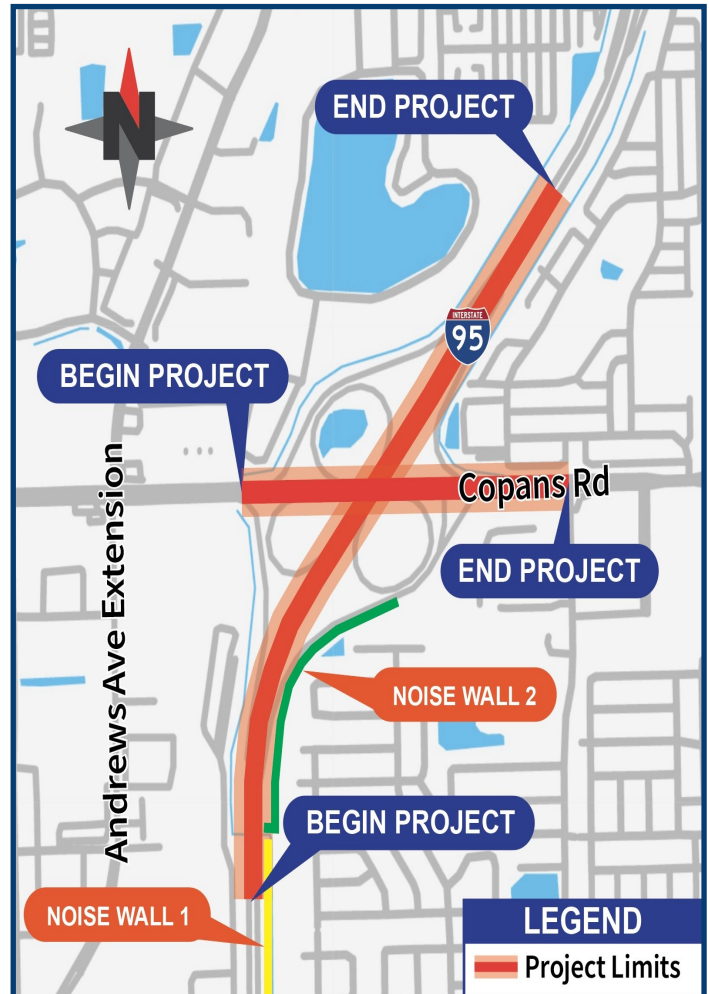 N
END PROJECT
INTERSTATE
95
BEGIN PROJECT
Andrews Ave Extension
Copans Rd
END PROJECT
NOISE WALL 2
BEGIN PROJECT
NOISE WALL 1
LEGEND
Project Limits